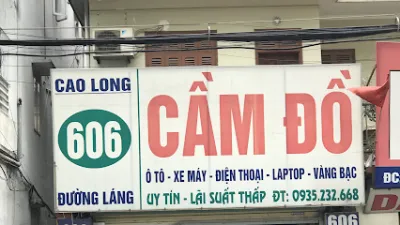 CAO LONG
606
ĐƯỜNG LÁNG
CẦM ĐỒ
Ô TÔ - XE MÁY - ĐIỆN THOẠI - LAPTOP - VÀNG BẠC
UY TÍN - LÃI SUẤT THẤP ĐT: 0935.232.668
606
ĐC